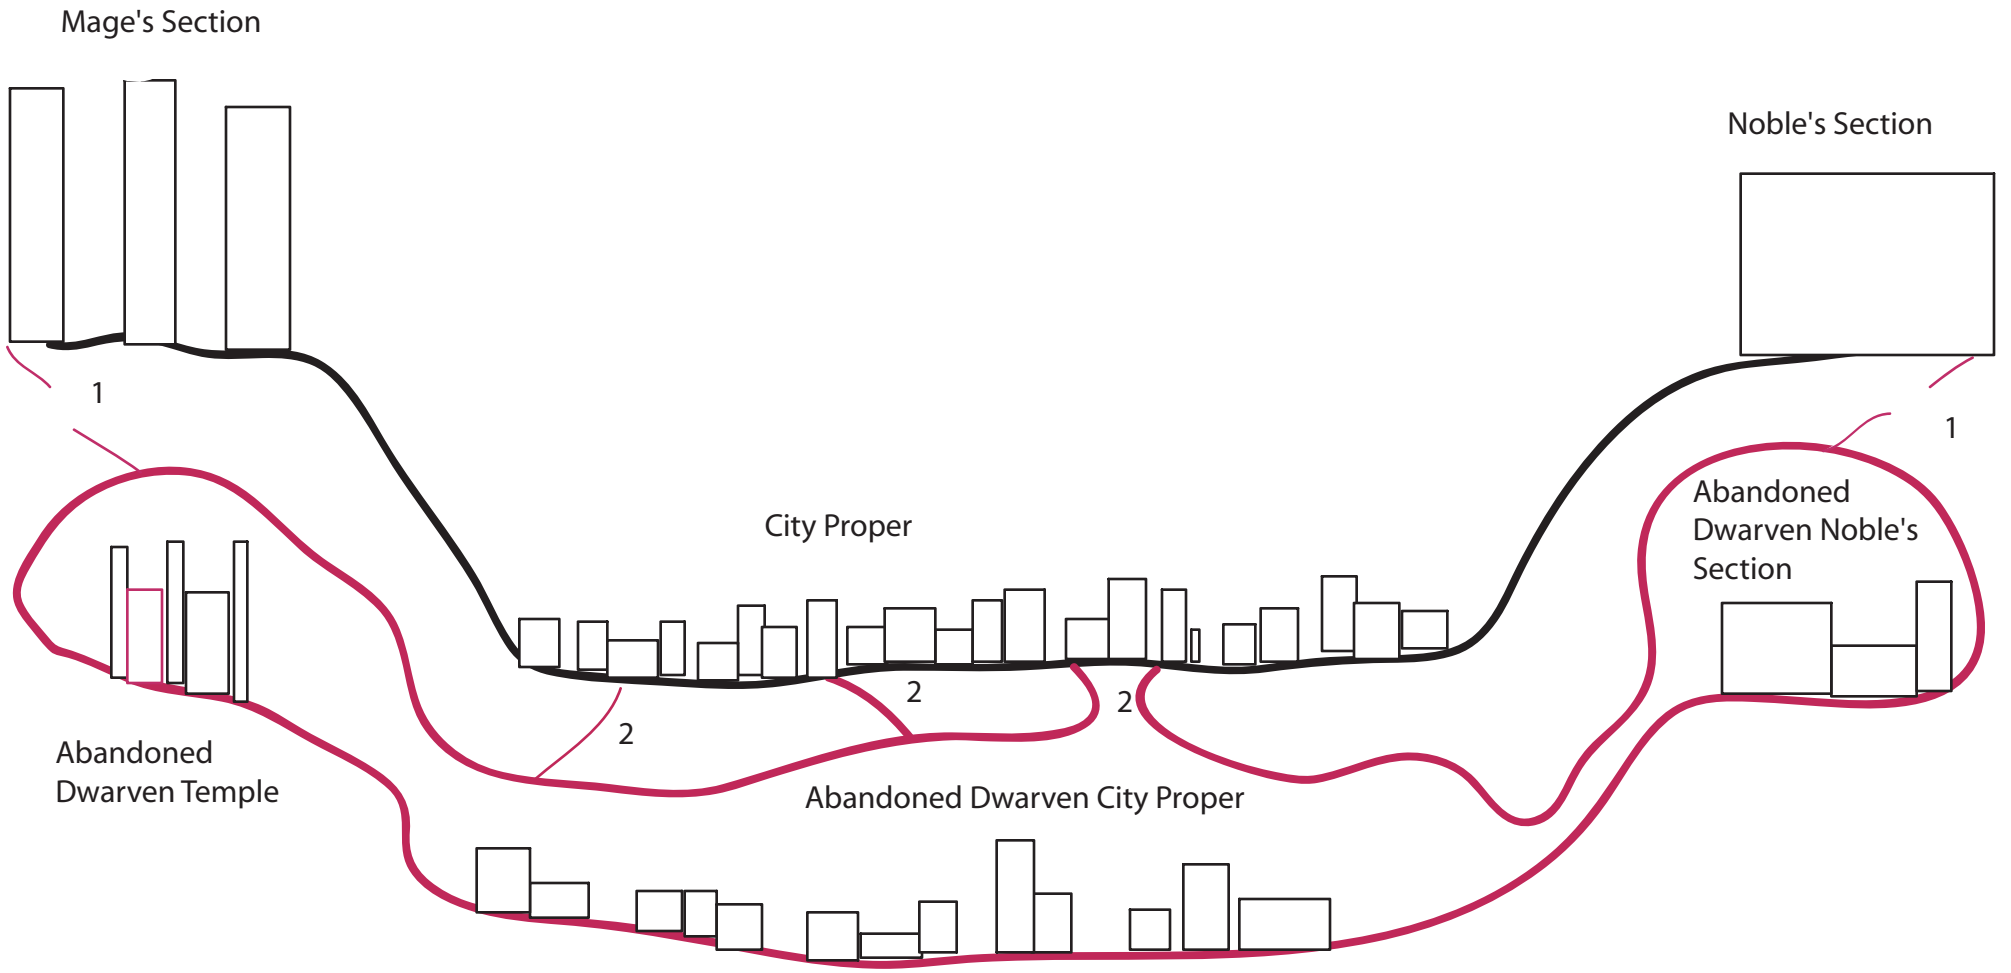 Mage's Section
Noble's Section
1
1
Abandoned
Dwarven Noble's
Section
City Proper
2
2
2
Abandoned
Dwarven Temple
Abandoned Dwarven City Proper